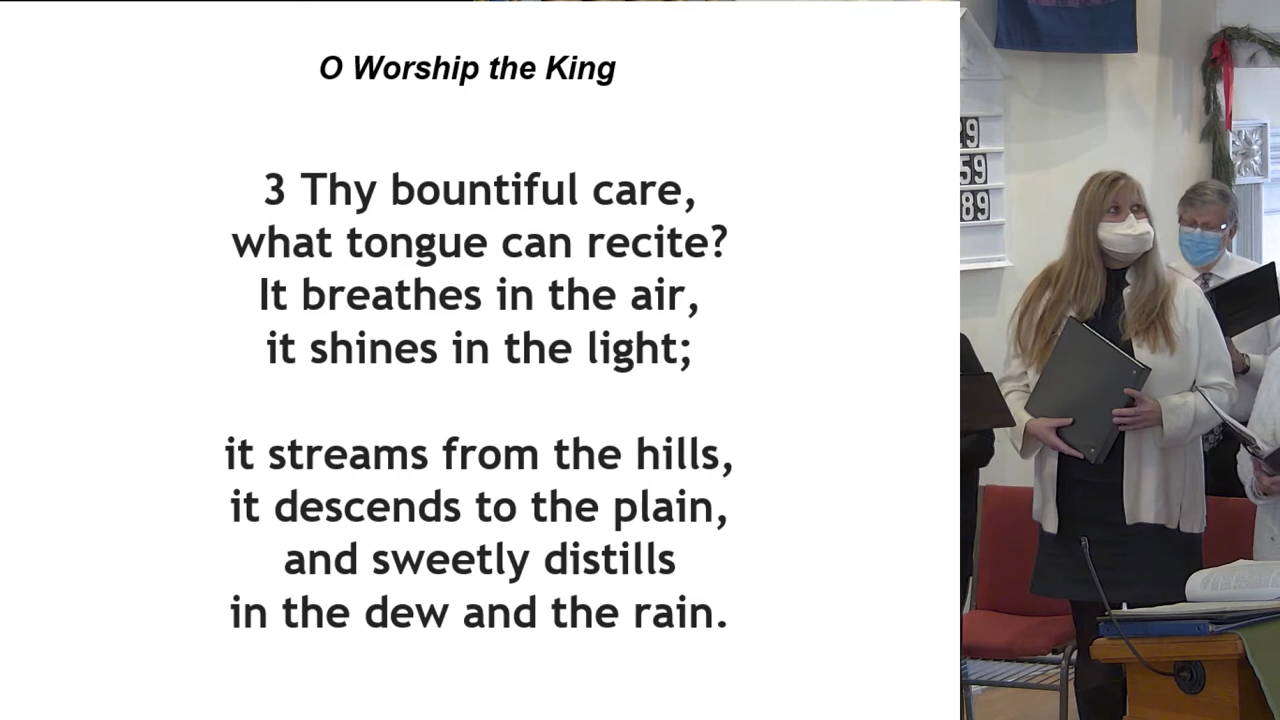 O Worship the King
3 Thy bountiful care,
what tongue can recite?
It breathes in the air,
it shines in the light;
it streams from the hills,
it descends to the plain,
and sweetly distills
in the dew and the rain.
59
89